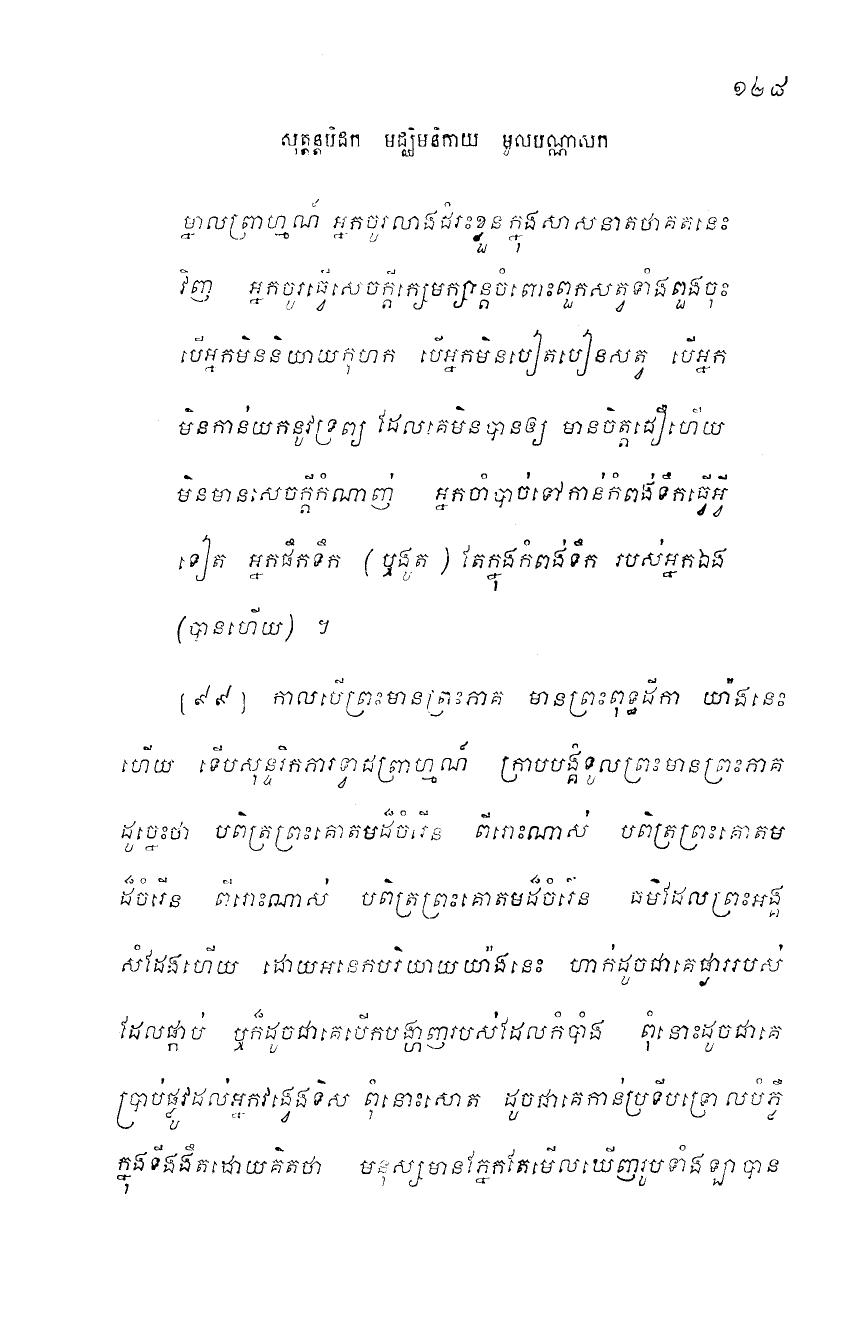 ១២៨
សុត្តន្តបិដក មជ្ឈិមនិកាយ មូលបណ្ណាសក
ម្នាលព្រាហ្មណ៍ អ្នកចូរលាងជំរះខ្លួនក្នុងសាសនាតថាគតនេះ
វិញ អ្នកចូរធ្វើសេចក្តីក្សេមក្សាន្តចំពោះពួកសត្វទាំងពួងចុះ
បើអ្នកមិននិយាយកុហក បើអ្នកមិនបៀតបៀនសត្វ បើអ្នក
មិនកាន់យកនូវទ្រព្យ ដែលគេមិនបានឲ្យ មានចិត្តជឿហើយ
មិនមានសេចក្តីកំណាញ់ អ្នកចាំបាច់ទៅកាន់កំពង់ទឹកធ្វើអ្វី
ទៀត អ្នកផឹកទឹក (ឬងូត) តែក្នុងកំពង់ទឹក របស់អ្នកឯង
(បានហើយ) ។
[៩៩] កាលបើព្រះមានព្រះភាគ មានព្រះពុទ្ធដីកា យ៉ាងនេះ
ហើយ ទើបសុន្ទរិកភារទ្វាជព្រាហ្មណ៍ ក្រាបបង្គំទូលព្រះមានព្រះភាគ
ដូច្នេះថា បពិត្រព្រះគោតមដ៏ចំរើន ពីរោះណាស់ បពិត្រព្រះគោតម
ដ៏ចំរើន ពីរោះណាស់ បពិត្រព្រះគោតមដ៏ចំរើន ធម៌ដែលព្រះអង្គ
សំដែងហើយ ដោយអនេកបរិយាយយ៉ាងនេះ ហាក់ដូចជាគេផ្ងាររបស់
ដែលផ្កាប់ ឬក៏ដូចជាគេបើកបង្ហាញរបស់ដែលកំបាំង ពុំនោះដូចជាគេ
ប្រាប់ផ្លូវដល់អ្នកវង្វេងទិស ពុំនោះសោត ដូចជាគេកាន់ប្រទីបទ្រោលបំភ្លឺ
ក្នុងទីងងឹតដោយគិតថា មនុស្សមានភ្នែកតែមើលឃើញរូបទាំងឡាបាន